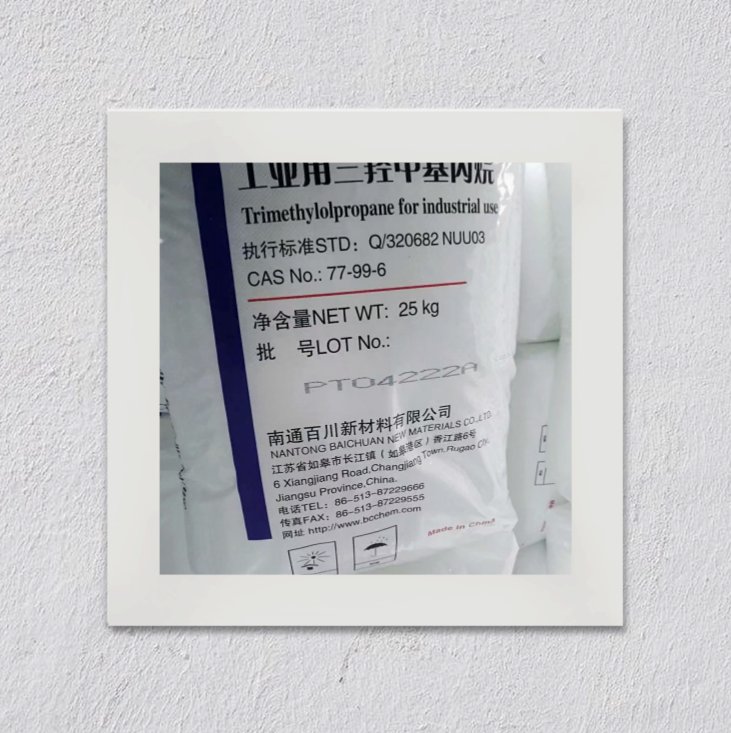 工业用三羟甲基丙烷
Trimethylolpropane for industrial use
执行标准STD: Q/320682 NUU03
CAS No.: 77-99-6
净含量NET WT: 25 kg
批 号LOT No.:
PT04222A
南通百川新材料有限公司
NANTONG BAICHUAN NEW MATERIALS CO.,LTD.
江苏省如皋市长江镇（如皋港区）香江路6号
6 Xiangjiang Road,Changjiang Town,Rugao City,
Jiangsu Province,China.
电话TEL: 86-513-87229666
传真FAX: 86-513-87229555
网址 http://www.bcchem.com
Made in China